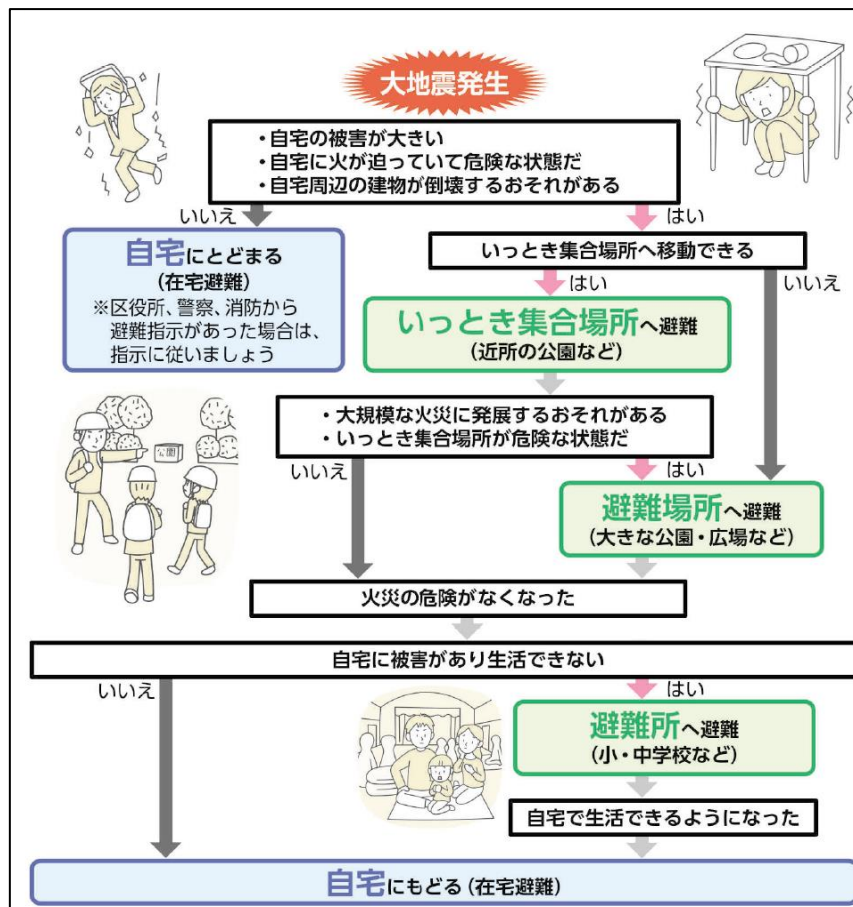 大地震発生
・自宅の被害が大きい
・自宅に火が迫っていて危険な状態だ
・自宅周辺の建物が倒壊するおそれがある
いいえ
はい
自宅にとどまる
(在宅避難)
※区役所、警察、消防から
避難指示があった場合は、
指示に従いましょう
いっとき集合場所へ移動できる
はい
いいえ
いっとき集合場所へ避難
(近所の公園など)
・大規模な火災に発展するおそれがある
・いっとき集合場所が危険な状態だ
公園
いいえ
はい
避難場所へ避難
(大きな公園・広場など)
火災の危険がなくなった
自宅に被害があり生活できない
いいえ
はい
避難所へ避難
(小・中学校など)
自宅で生活できるようになった
自宅にもどる(在宅避難)